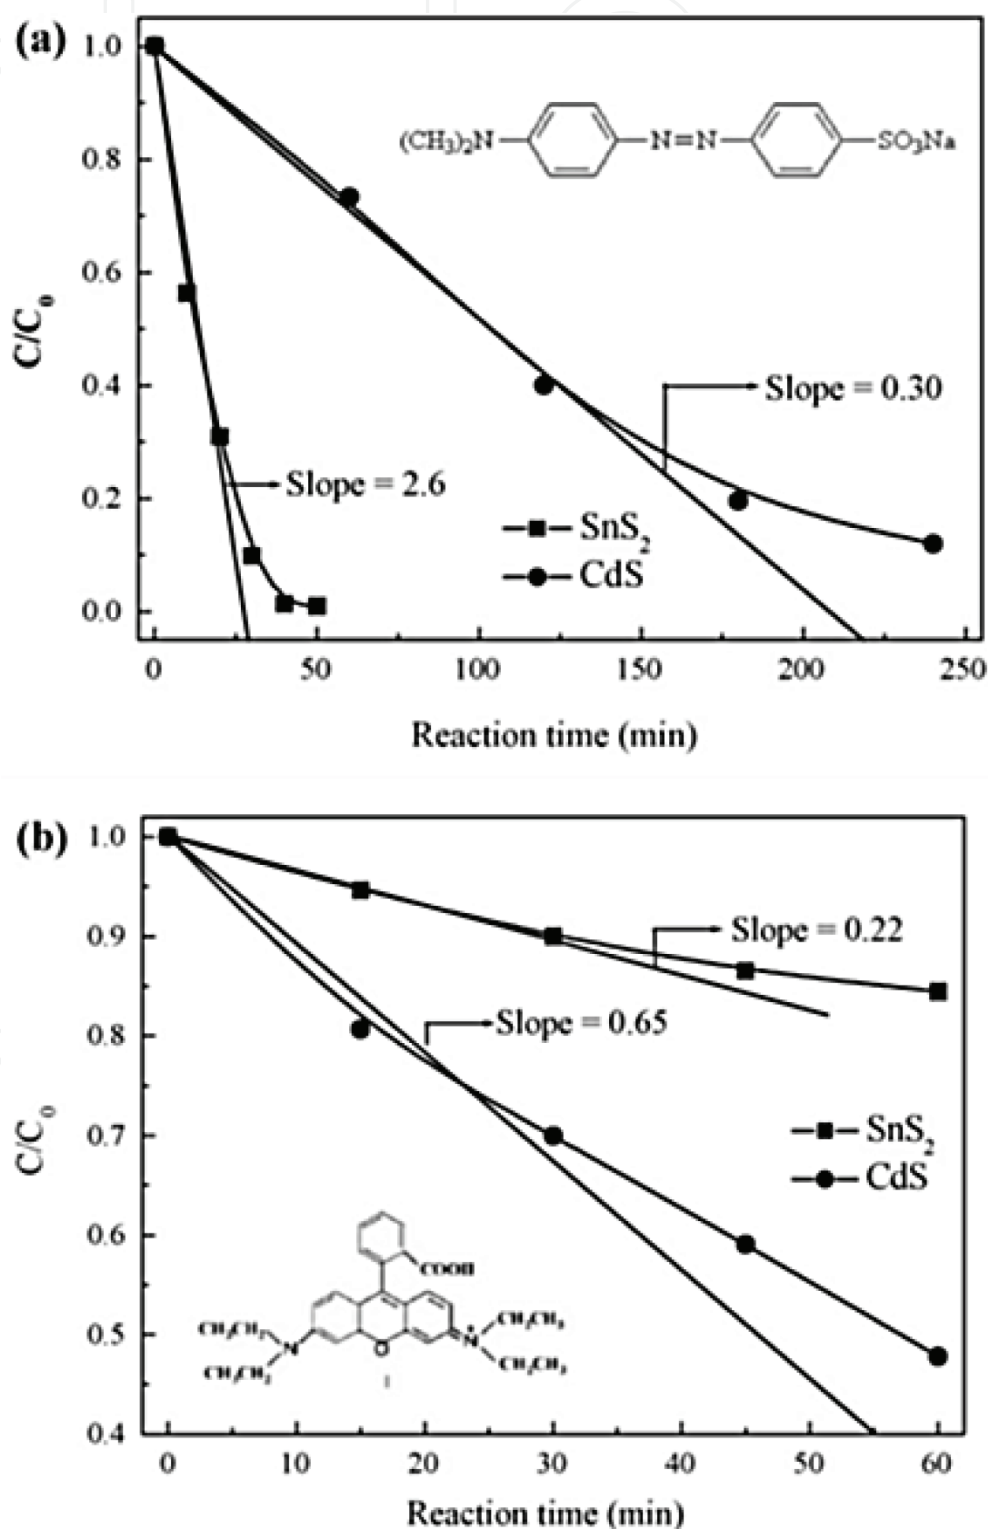 (a)
1.0
0.8
0.6
0.4
0.2
0.0
C/C₀
(CH₃)₂N N=N SO₃Na
Slope = 0.30
Slope = 2.6
SnS₂
CdS
0 50 100 150 200 250
Reaction time (min)
(b)
1.0
0.9
0.8
0.7
0.6
0.5
0.4
C/C₀
Slope = 0.22
Slope = 0.65
SnS₂
CdS
COOH
N O N
0 10 20 30 40 50 60
Reaction time (min)